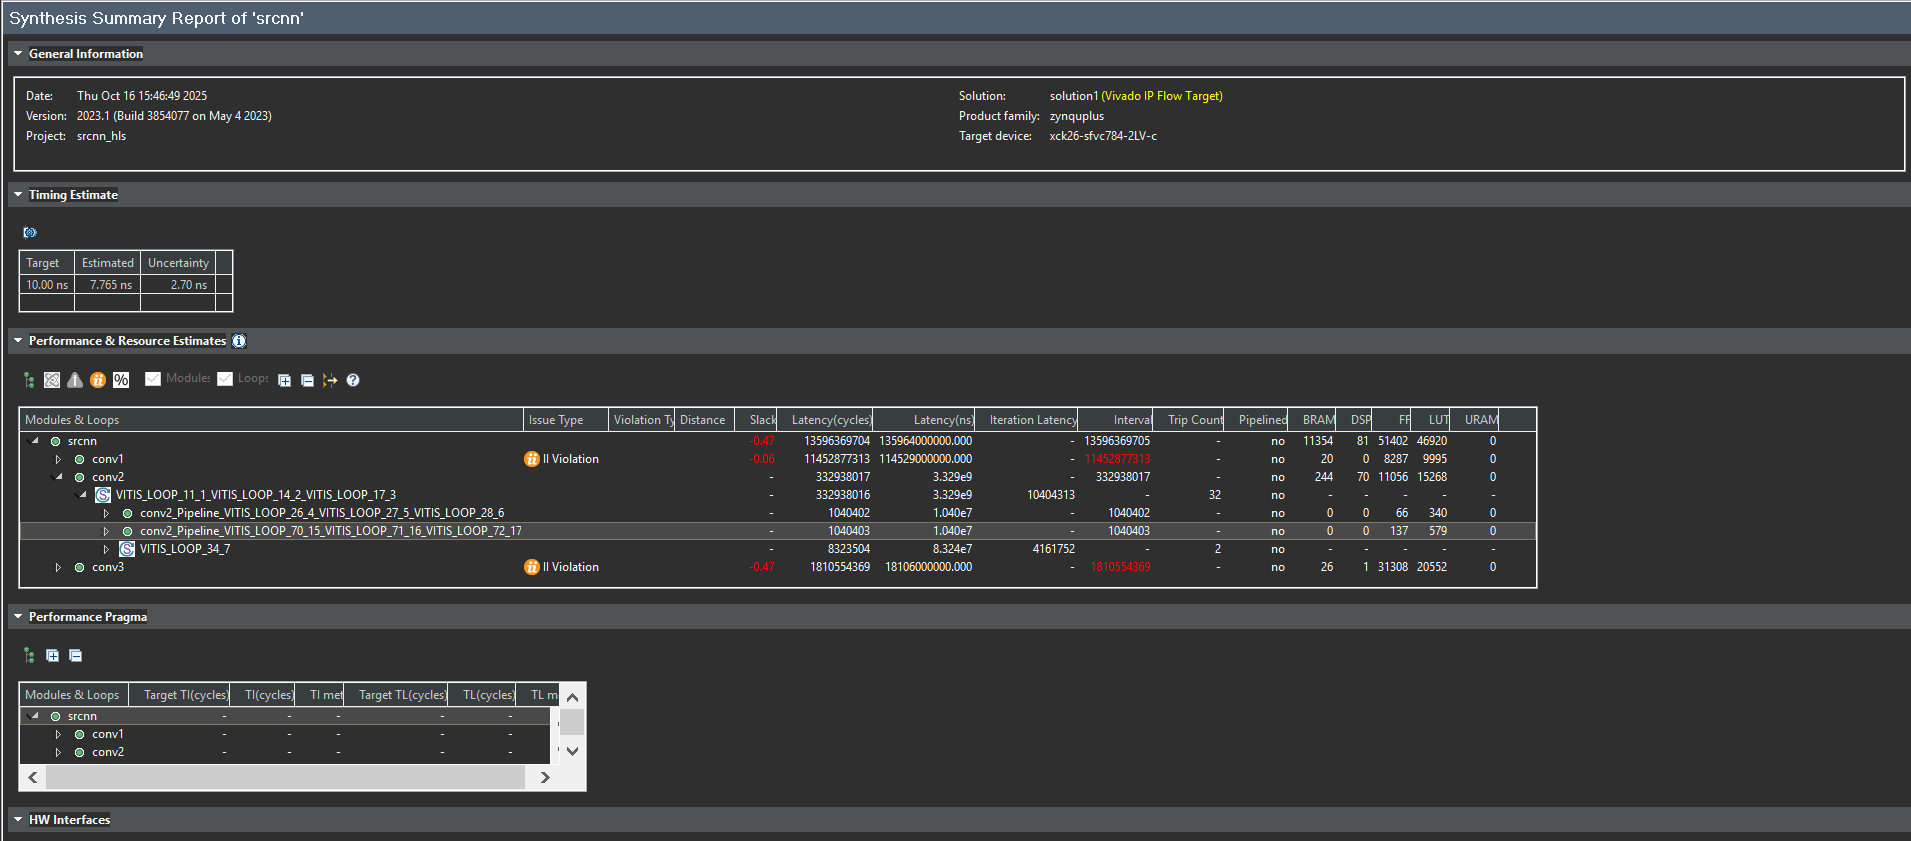 Synthesis Summary Report of 'srcnn'
General Information
Date: Thu Oct 16 15:46:49 2025 Solution: solution1 (Vivado IP Flow Target)
Version: 2023.1 (Build 3854077 on May 4 2023) Product family: zynquplus
Project: srcnn_hls Target device: xck26-sfvc784-2LV-c
Timing Estimate
Target Estimated Uncertainty
10.00 ns 7.765 ns 2.70 ns
Performance & Resource Estimates
% Modules Loops
Modules & Loops Issue Type Violation Ty Distance Slack Latency(cycles) Latency(ns) Iteration Latency Interval Trip Count Pipelined BRAM DSP FF LUT URAM
srcnn -0.47 13596369704 135964000000.000 - 13596369705 - no 11354 81 51402 46920 0
conv1 II Violation -0.06 11452877313 114529000000.000 - 11452877313 - no 20 0 8287 9995 0
conv2 - 332938017 3.329e9 - 332938017 - no 244 70 11056 15268 0
VITIS_LOOP_11_1_VITIS_LOOP_14_2_VITIS_LOOP_17_3 - 332938016 3.329e9 10404313 - 32 no - - - - -
conv2_Pipeline_VITIS_LOOP_26_4_VITIS_LOOP_27_5_VITIS_LOOP_28_6 - 1040402 1.040e7 - 1040402 - no 0 0 66 340 0
conv2_Pipeline_VITIS_LOOP_70_15_VITIS_LOOP_71_16_VITIS_LOOP_72_17 - 1040403 1.040e7 - 1040403 - no 0 0 137 579 0
VITIS_LOOP_34_7 - 8323504 8.324e7 4161752 - 2 no - - - - -
conv3 II Violation -0.47 1810554369 18106000000.000 - 1810554369 - no 26 1 31308 20552 0
Performance Pragma
Modules & Loops Target TI(cycles) TI(cycles) TI met Target TL(cycles) TL(cycles) TL m
srcnn - - - - -
conv1 - - - - -
conv2 - - - - -
HW Interfaces